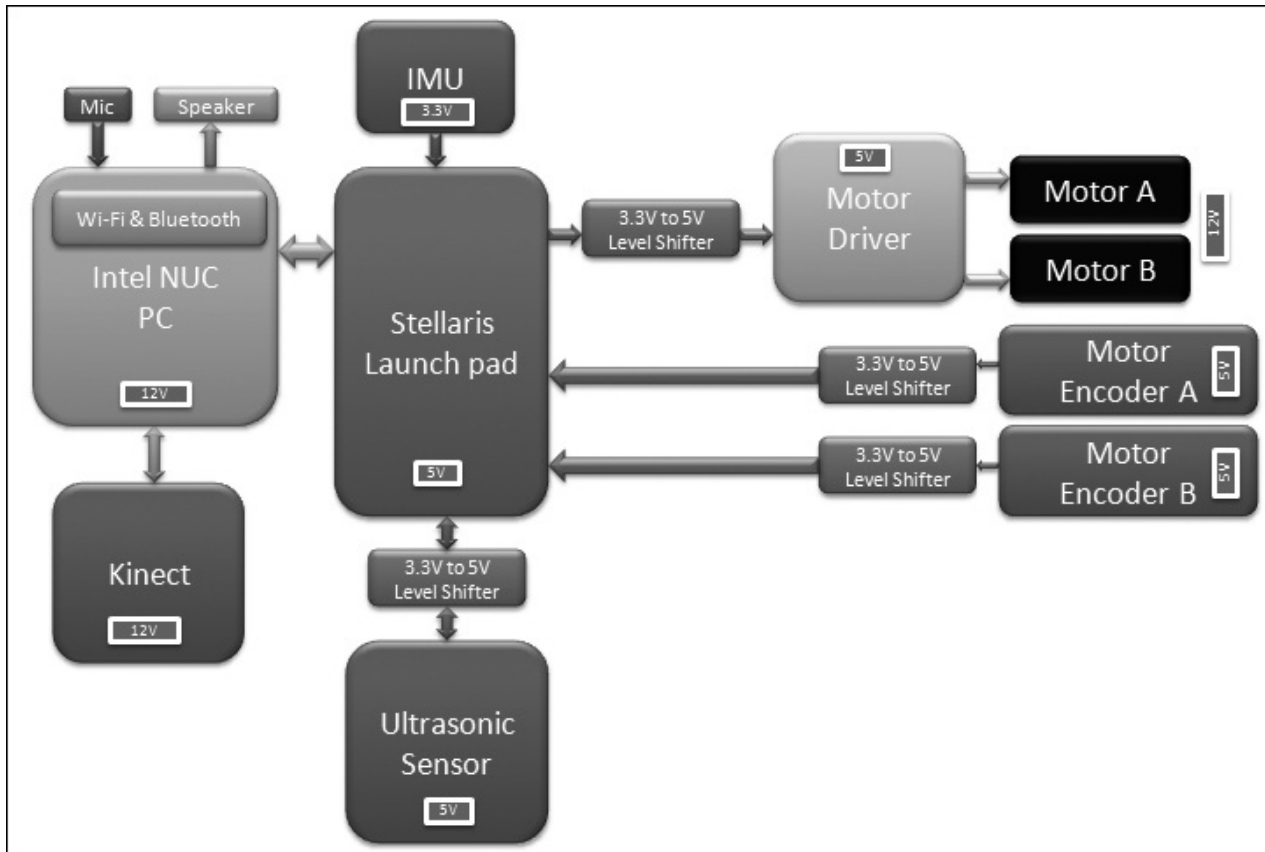 IMU
3.3V
Mic
Speaker
Wi-Fi & Bluetooth
Intel NUC
PC
12V
Stellaris
Launch pad
5V
3.3V to 5V
Level Shifter
5V
Motor
Driver
Motor A
Motor B
12V
3.3V to 5V
Level Shifter
Motor
Encoder A
5V
3.3V to 5V
Level Shifter
Motor
Encoder B
5V
Kinect
12V
3.3V to 5V
Level Shifter
Ultrasonic
Sensor
5V